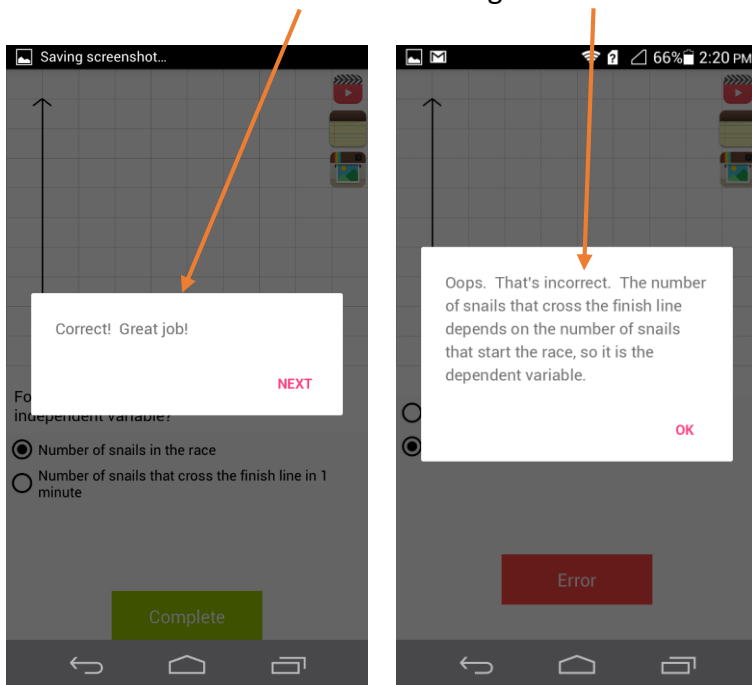 Saving screenshot...
Correct! Great job!
NEXT
Fo
independent variable?
Number of snails in the race
Number of snails that cross the finish line in 1
minute
Complete
66% 2:20 PM
Oops. That's incorrect. The number
of snails that cross the finish line
depends on the number of snails
that start the race, so it is the
dependent variable.
OK
Error